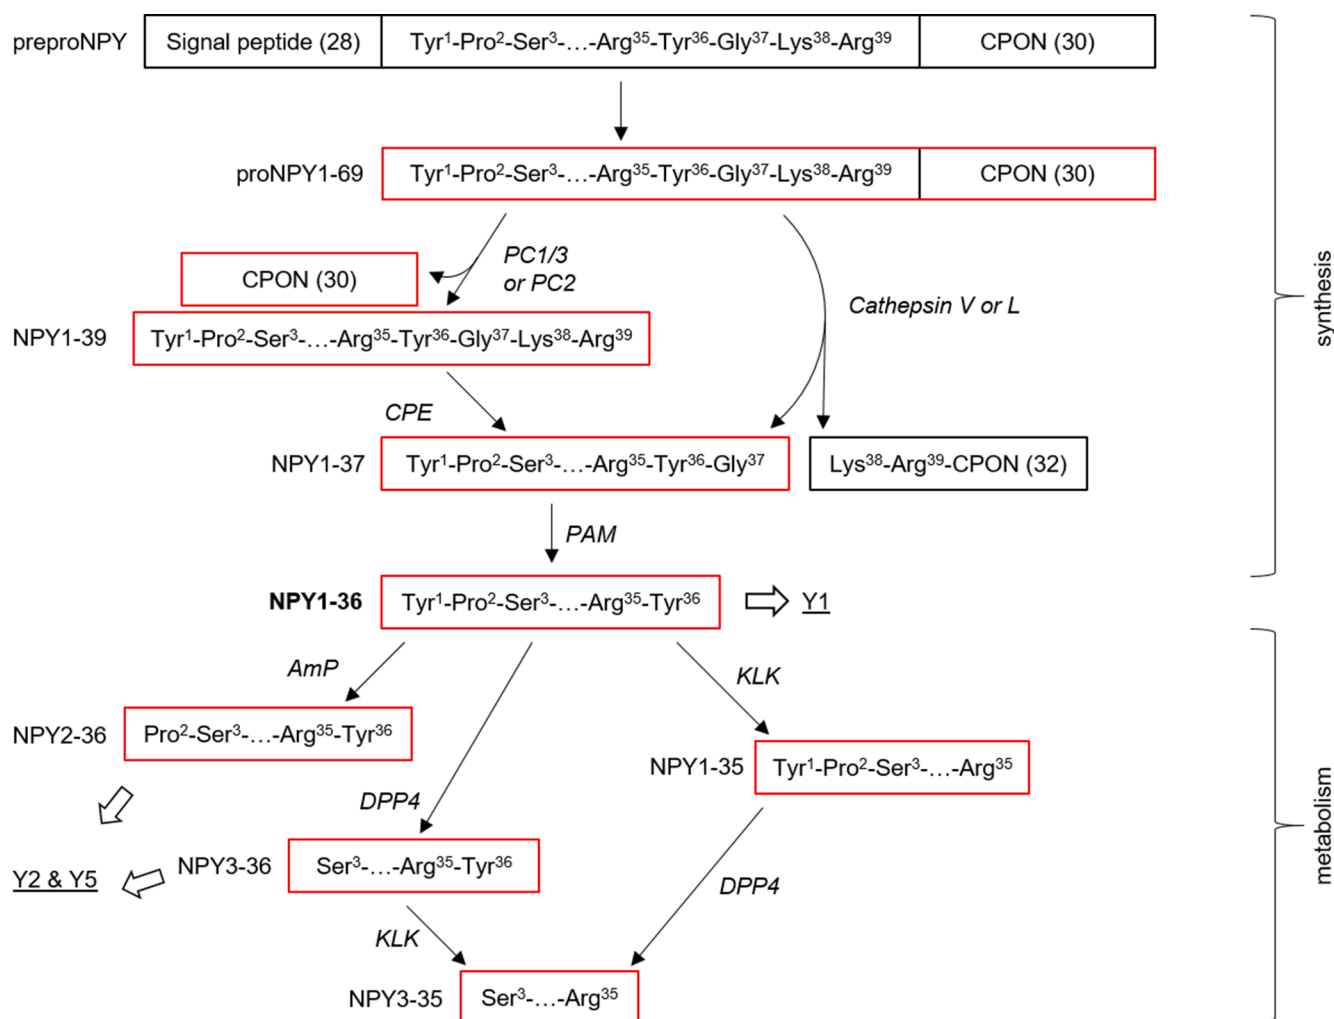 preproNPY
Signal peptide (28)
Tyr¹-Pro²-Ser³-…-Arg³⁵-Tyr³⁶-Gly³⁷-Lys³⁸-Arg³⁹
CPON (30)
proNPY1-69
Tyr¹-Pro²-Ser³-…-Arg³⁵-Tyr³⁶-Gly³⁷-Lys³⁸-Arg³⁹
CPON (30)
PC1/3
or PC2
CPON (30)
Cathepsin V or L
NPY1-39
Tyr¹-Pro²-Ser³-…-Arg³⁵-Tyr³⁶-Gly³⁷-Lys³⁸-Arg³⁹
CPE
NPY1-37
Tyr¹-Pro²-Ser³-…-Arg³⁵-Tyr³⁶-Gly³⁷
Lys³⁸-Arg³⁹-CPON (32)
PAM
NPY1-36
Tyr¹-Pro²-Ser³-…-Arg³⁵-Tyr³⁶
Y1
synthesis
AmP
KLK
NPY2-36
Pro²-Ser³-…-Arg³⁵-Tyr³⁶
NPY1-35
Tyr¹-Pro²-Ser³-…-Arg³⁵
DPP4
Y2 & Y5
NPY3-36
Ser³-…-Arg³⁵-Tyr³⁶
DPP4
KLK
NPY3-35
Ser³-…-Arg³⁵
metabolism